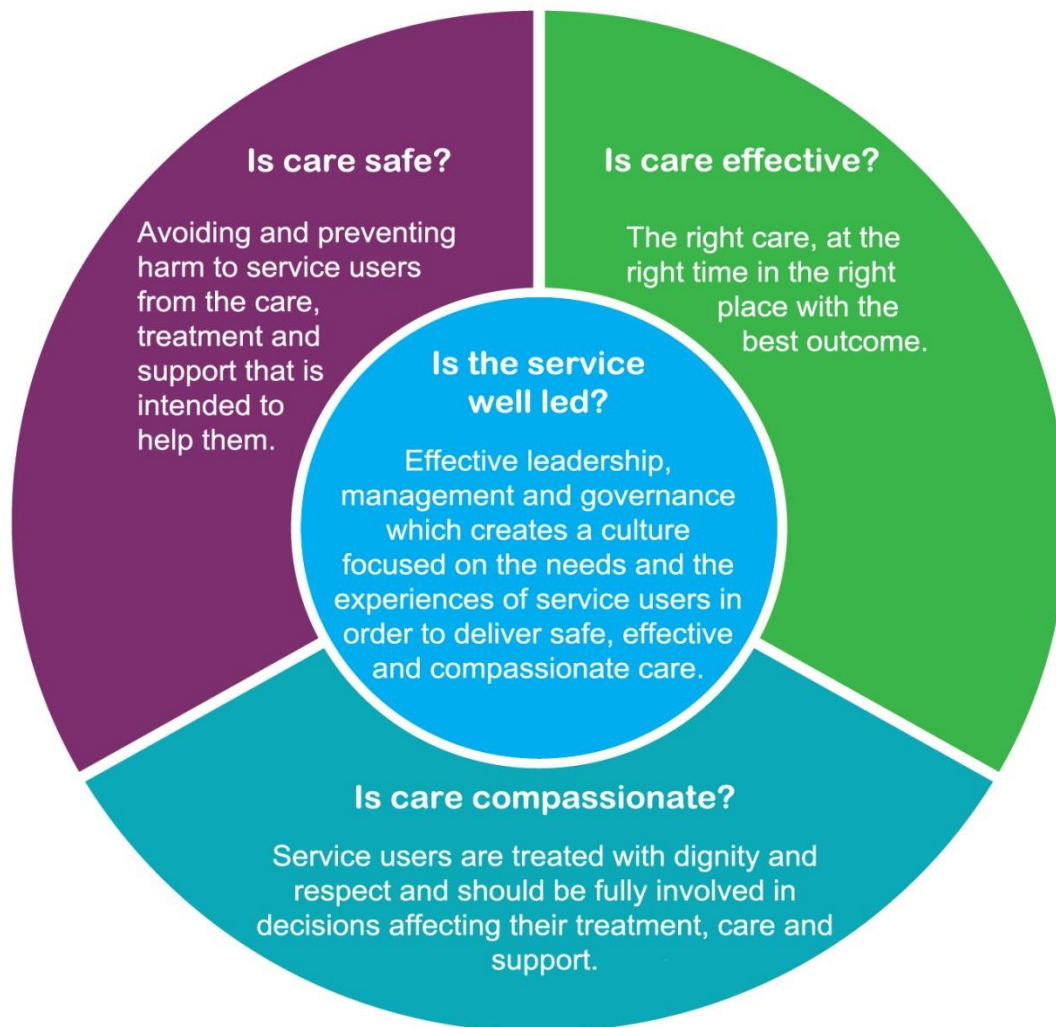 Is care safe?
Avoiding and preventing
harm to service users
from the care,
treatment and
support that is
intended to
help them.
Is care effective?
The right care, at the
right time in the right
place with the
best outcome.
Is the service
well led?
Effective leadership,
management and governance
which creates a culture
focused on the needs and the
experiences of service users in
order to deliver safe, effective
and compassionate care.
Is care compassionate?
Service users are treated with dignity and
respect and should be fully involved in
decisions affecting their treatment, care and
support.